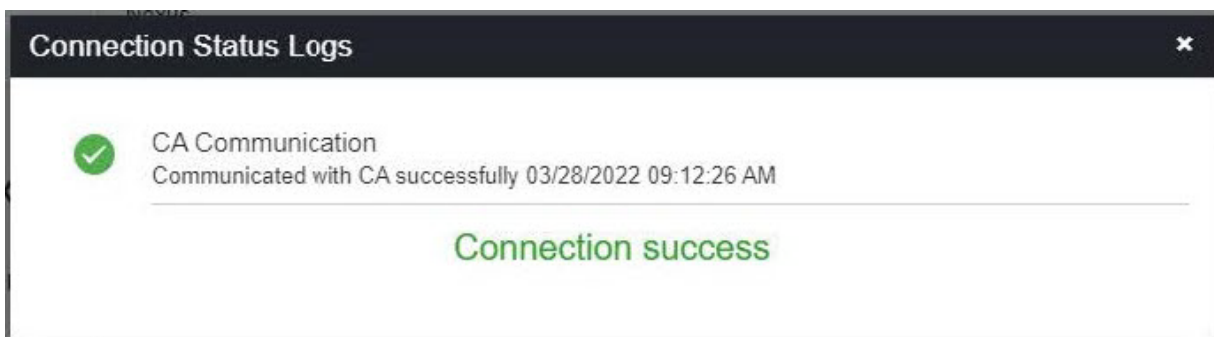 Connection Status Logs
CA Communication
Communicated with CA successfully 03/28/2022 09:12:26 AM
Connection success